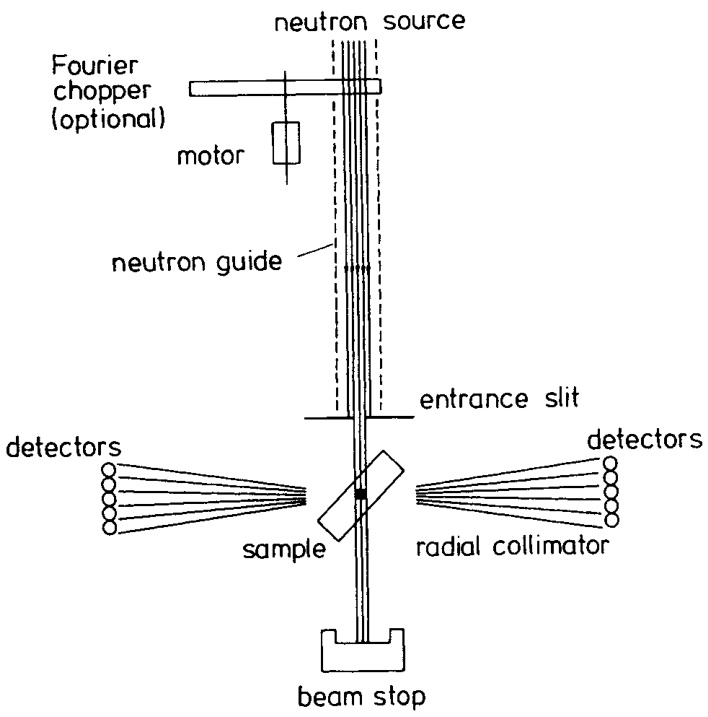 neutron source
Fourier
chopper
(optional)
motor
neutron guide
entrance slit
detectors
detectors
sample
radial collimator
beam stop